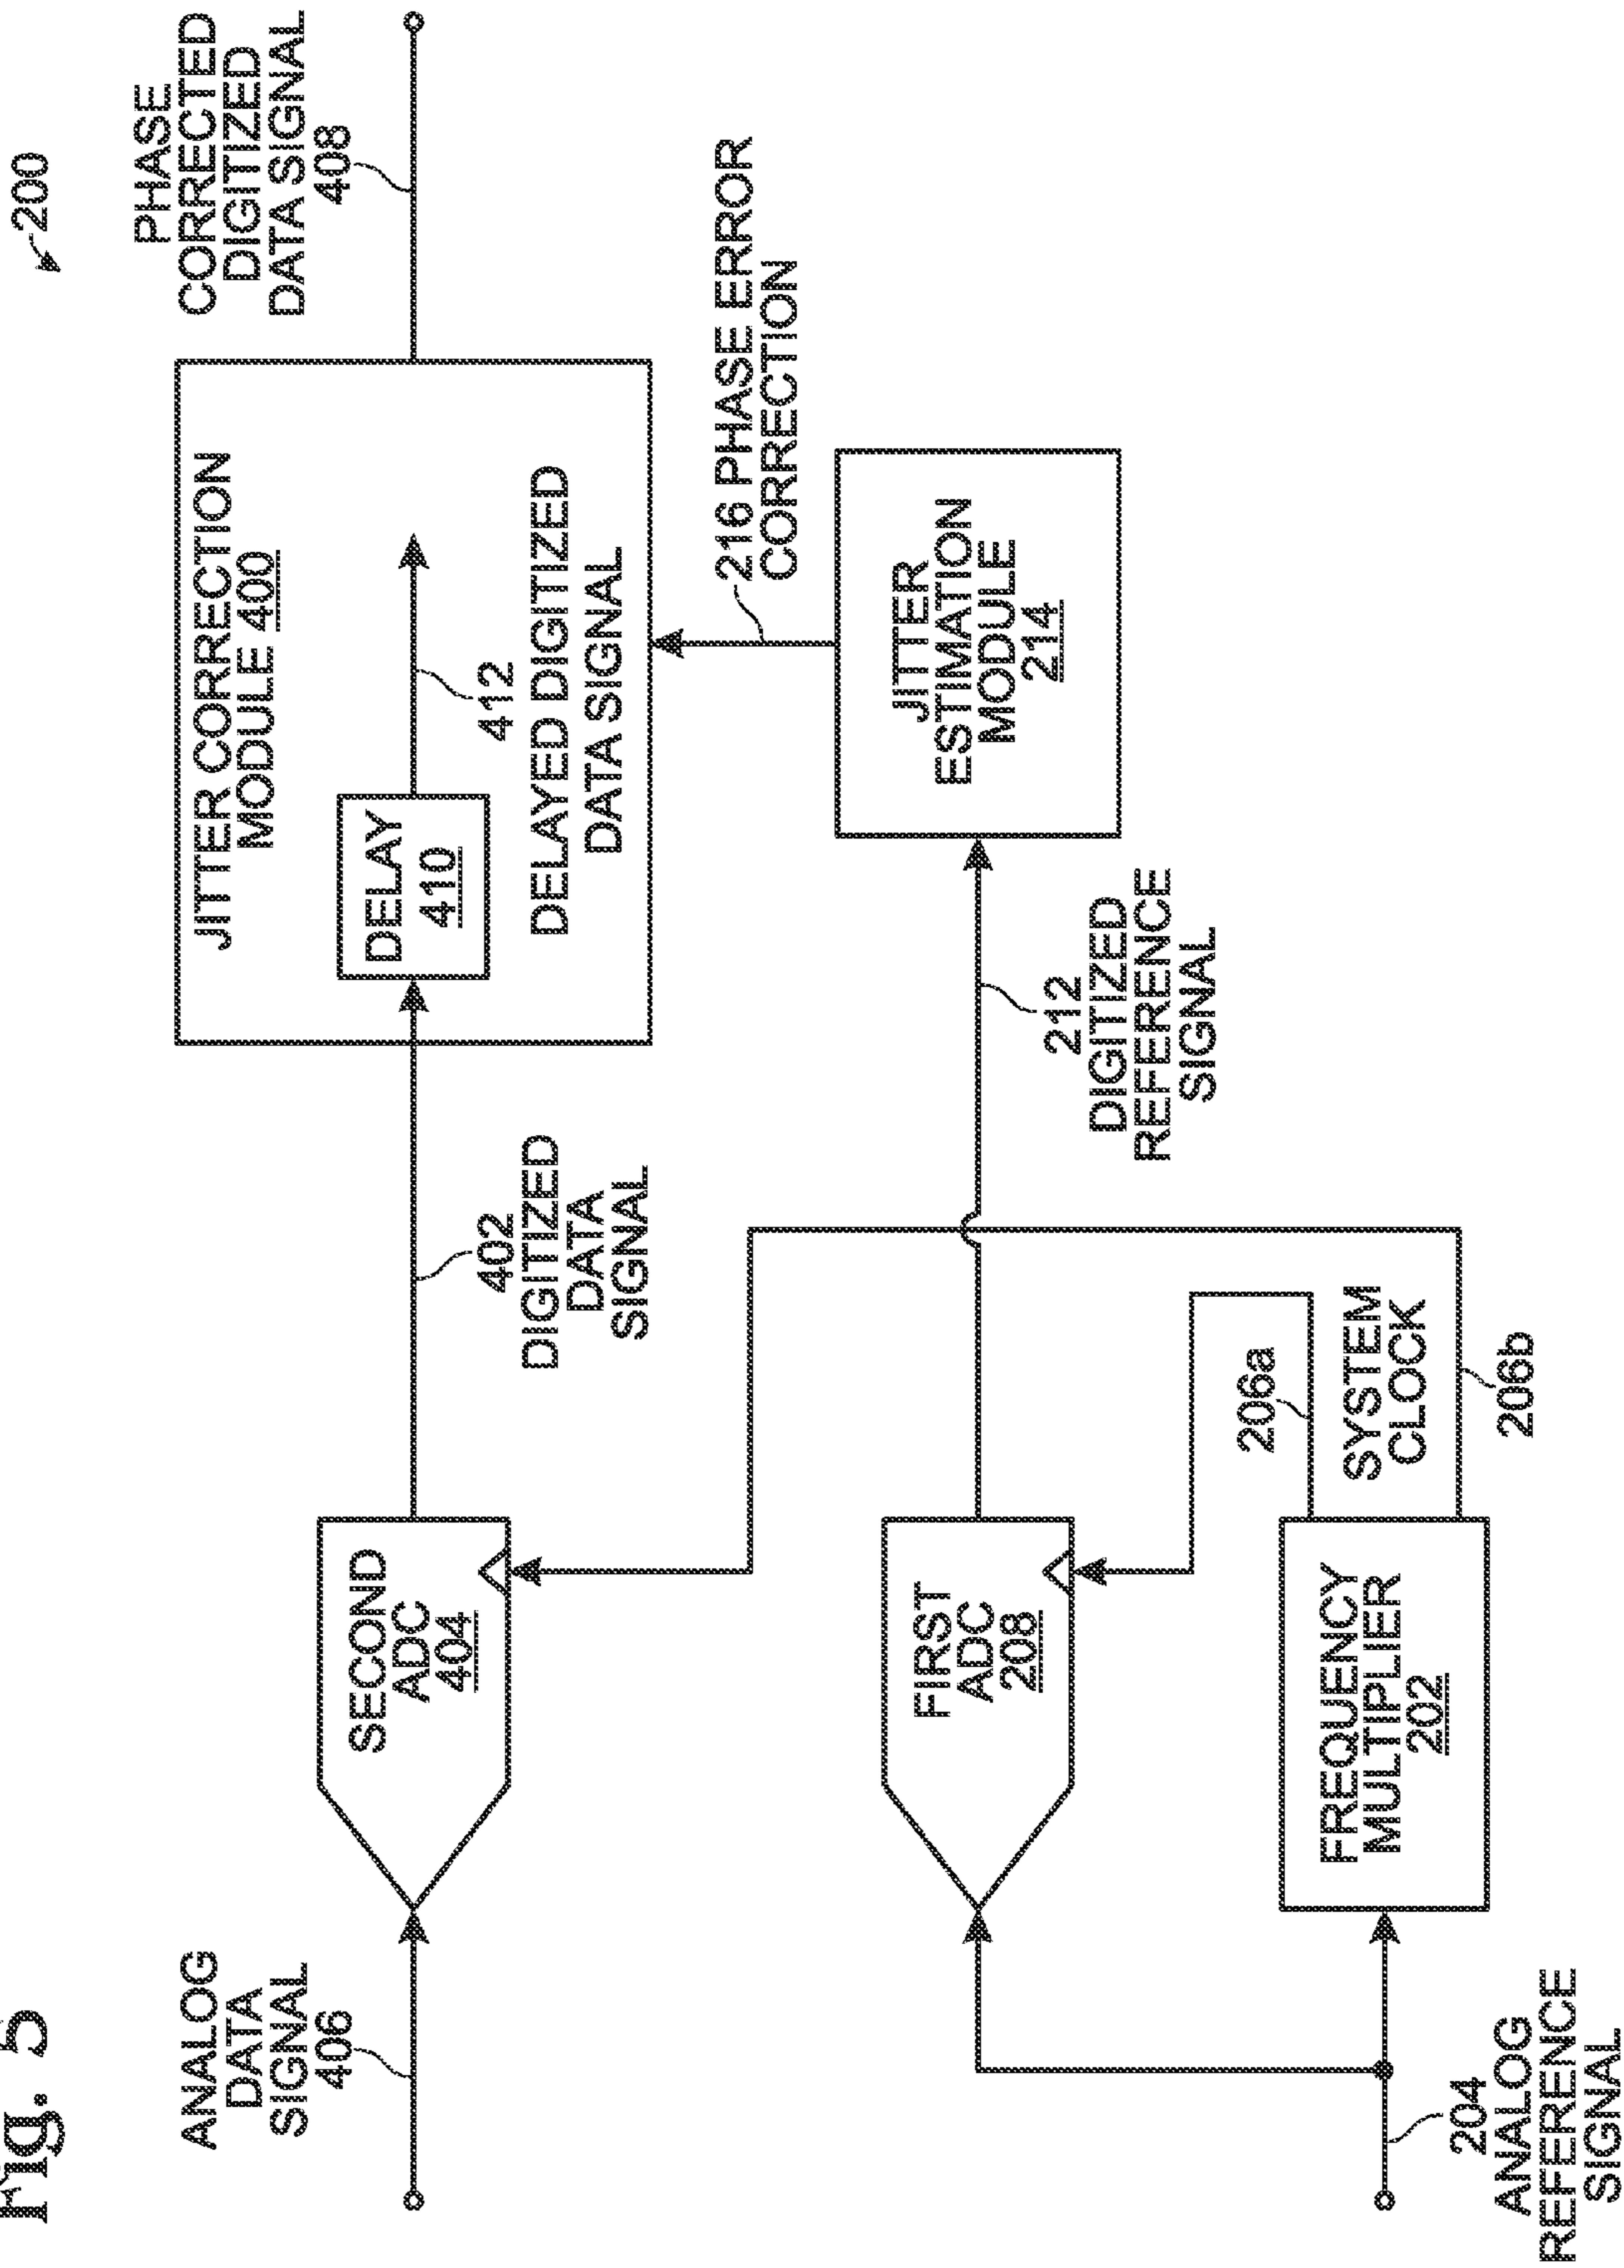 Fig. 5
200
ANALOG
DATA
SIGNAL
406
SECOND
ADC
404
402
DIGITIZED
DATA
SIGNAL
JITTER CORRECTION
MODULE 400
DELAY
410
412
DELAYED DIGITIZED
DATA SIGNAL
PHASE
CORRECTED
DIGITIZED
DATA SIGNAL
408
216 PHASE ERROR
CORRECTION
FIRST
ADC
208
212
DIGITIZED
REFERENCE
SIGNAL
JITTER
ESTIMATION
MODULE
214
204
ANALOG
REFERENCE
SIGNAL
FREQUENCY
MULTIPLIER
202
206a
SYSTEM
CLOCK
206b